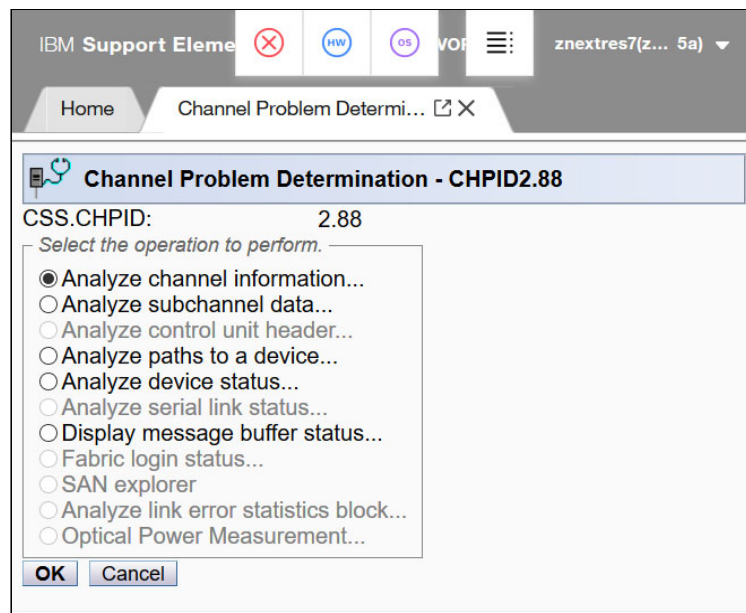 IBM Support Eleme
HW
os
VOF
znextres7(z... 5a)
Home
Channel Problem Determi...
Channel Problem Determination - CHPID2.88
CSS.CHPID: 2.88
Select the operation to perform.
Analyze channel information...
Analyze subchannel data...
Analyze control unit header...
Analyze paths to a device...
Analyze device status...
Analyze serial link status...
Display message buffer status...
Fabric login status...
SAN explorer
Analyze link error statistics block...
Optical Power Measurement...
OK Cancel